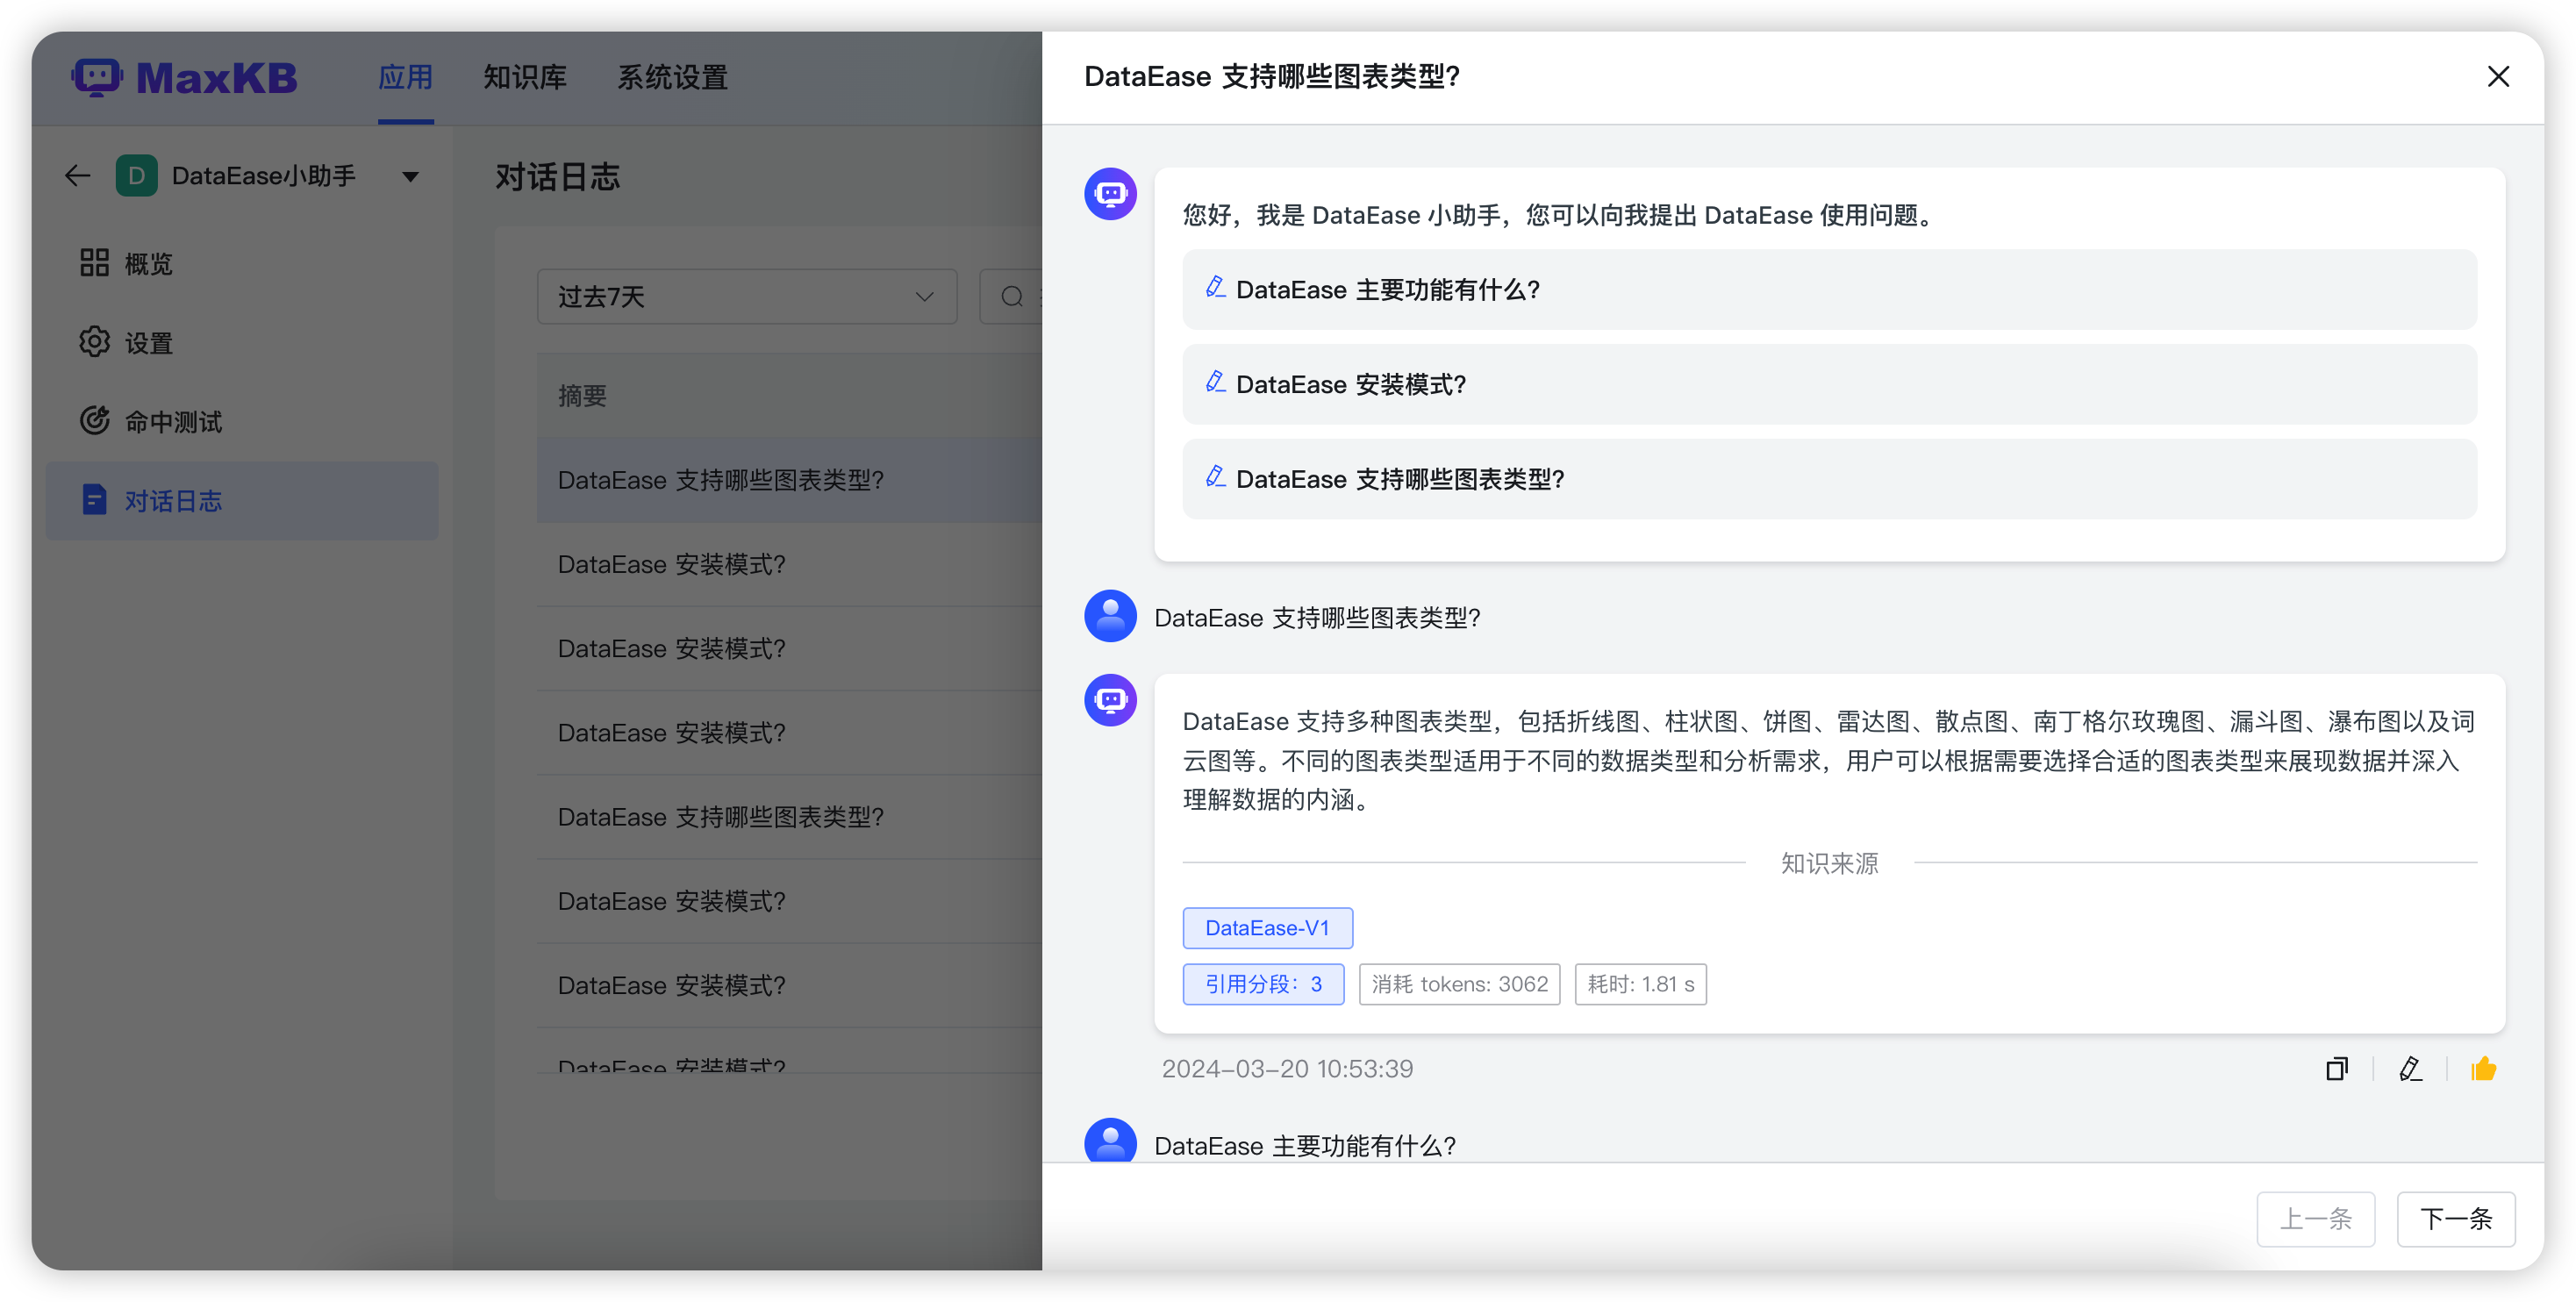 MaxKB
应用
知识库
系统设置
D
DataEase小助手
概览
设置
命中测试
对话日志
对话日志
过去7天
摘要
DataEase 支持哪些图表类型?
DataEase 安装模式?
DataEase 安装模式?
DataEase 安装模式?
DataEase 支持哪些图表类型?
DataEase 安装模式?
DataEase 安装模式?
DataEase 安装模式?
DataEase 支持哪些图表类型?
您好，我是 DataEase 小助手，您可以向我提出 DataEase 使用问题。
DataEase 主要功能有什么?
DataEase 安装模式?
DataEase 支持哪些图表类型?
DataEase 支持哪些图表类型?
DataEase 支持多种图表类型，包括折线图、柱状图、饼图、雷达图、散点图、南丁格尔玫瑰图、漏斗图、瀑布图以及词
云图等。不同的图表类型适用于不同的数据类型和分析需求，用户可以根据需要选择合适的图表类型来展现数据并深入
理解数据的内涵。
知识来源
DataEase-V1
引用分段：3
消耗 tokens: 3062
耗时: 1.81 s
2024-03-20 10:53:39
DataEase 主要功能有什么?
上一条
下一条